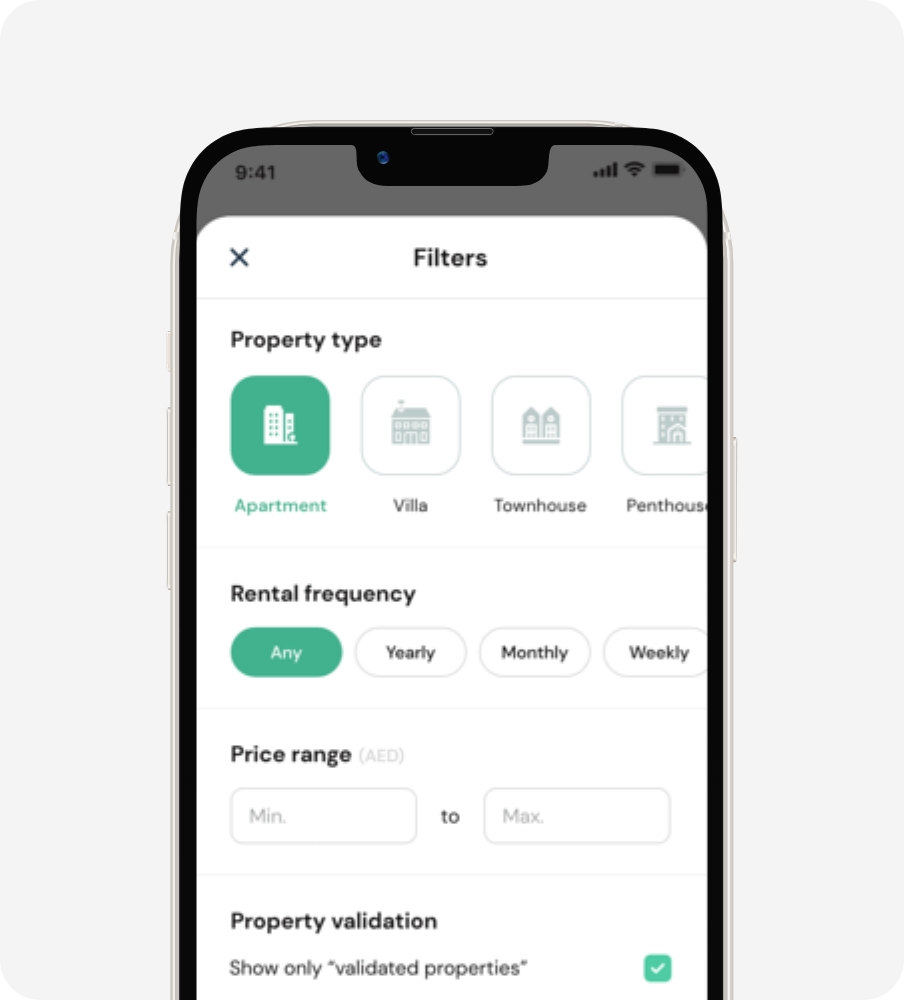 9:41
Filters
Property type
Apartment Villa Townhouse Penthouse
Rental frequency
Any Yearly Monthly Weekly
Price range (AED)
Min. to Max.
Property validation
Show only “validated properties”